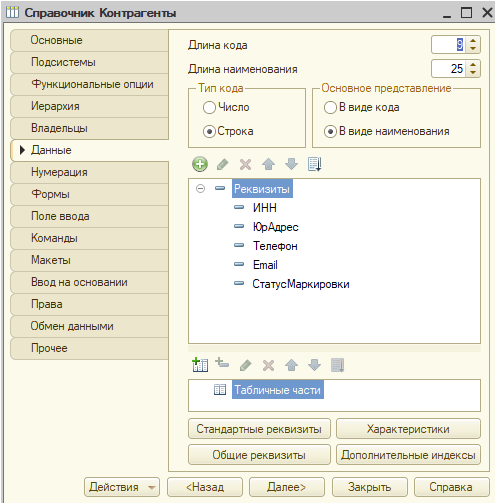 Справочник Контрагенты
Основные
Подсистемы
Функциональные опции
Иерархия
Владельцы
Данные
Нумерация
Формы
Поле ввода
Команды
Макеты
Ввод на основании
Права
Обмен данными
Прочее
Длина кода
9
Длина наименования
25
Тип кода
Число
Строка
Основное представление
В виде кода
В виде наименования
Реквизиты
ИНН
ЮрАдрес
Телефон
Email
СтатусМаркировки
Табличные части
Стандартные реквизиты
Характеристики
Общие реквизиты
Дополнительные индексы
Действия
<Назад
Далее>
Закрыть
Справка